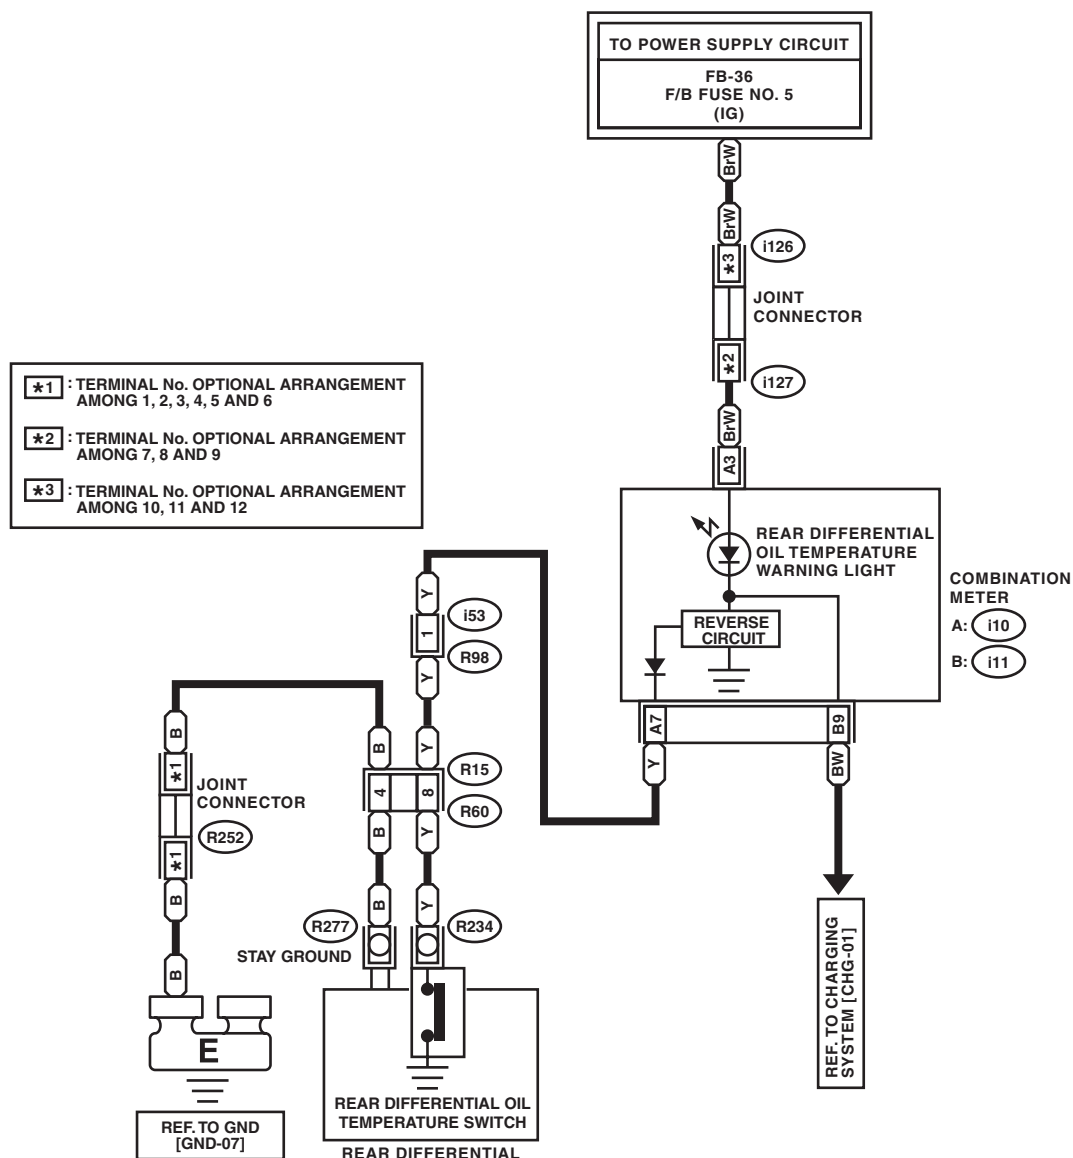 TO POWER SUPPLY CIRCUIT
FB-36
F/B FUSE NO. 5
(IG)
BrW
BrW
i126
*3
JOINT
CONNECTOR
*2
i127
BrW
A3
*1 : TERMINAL No. OPTIONAL ARRANGEMENT
AMONG 1, 2, 3, 4, 5 AND 6
*2 : TERMINAL No. OPTIONAL ARRANGEMENT
AMONG 7, 8 AND 9
*3 : TERMINAL No. OPTIONAL ARRANGEMENT
AMONG 10, 11 AND 12
REAR DIFFERENTIAL
OIL TEMPERATURE
WARNING LIGHT
COMBINATION
METER
A: i10
B: i11
REVERSE
CIRCUIT
A7
B9
Y
BW
REF. TO CHARGING
SYSTEM [CHG-01]
Y
i53
1
R98
Y
B
B
Y
R15
*1
JOINT
CONNECTOR
4
8
R60
R252
*1
B
Y
B
B
Y
R277
R234
STAY GROUND
B
E
REF. TO GND
[GND-07]
REAR DIFFERENTIAL OIL
TEMPERATURE SWITCH
REAR DIFFERENTIAL